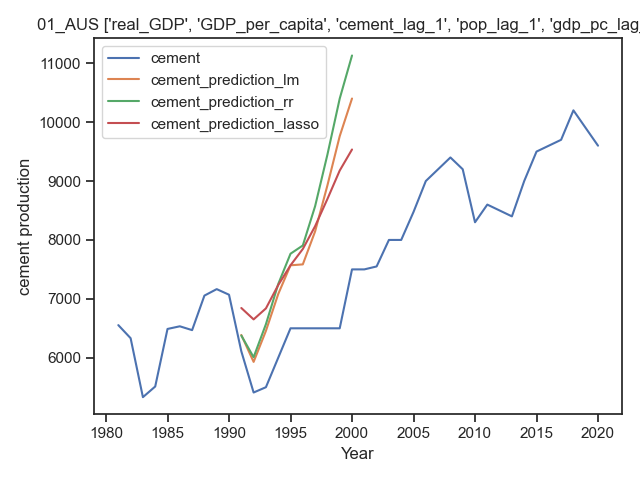 01_AUS ['real_GDP', 'GDP_per_capita', 'cement_lag_1', 'pop_lag_1', 'gdp_pc_lag_
cement
cement_prediction_lm
cement_prediction_rr
cement_prediction_lasso
cement production
11000
10000
9000
8000
7000
6000
1980 1985 1990 1995 2000 2005 2010 2015 2020
Year